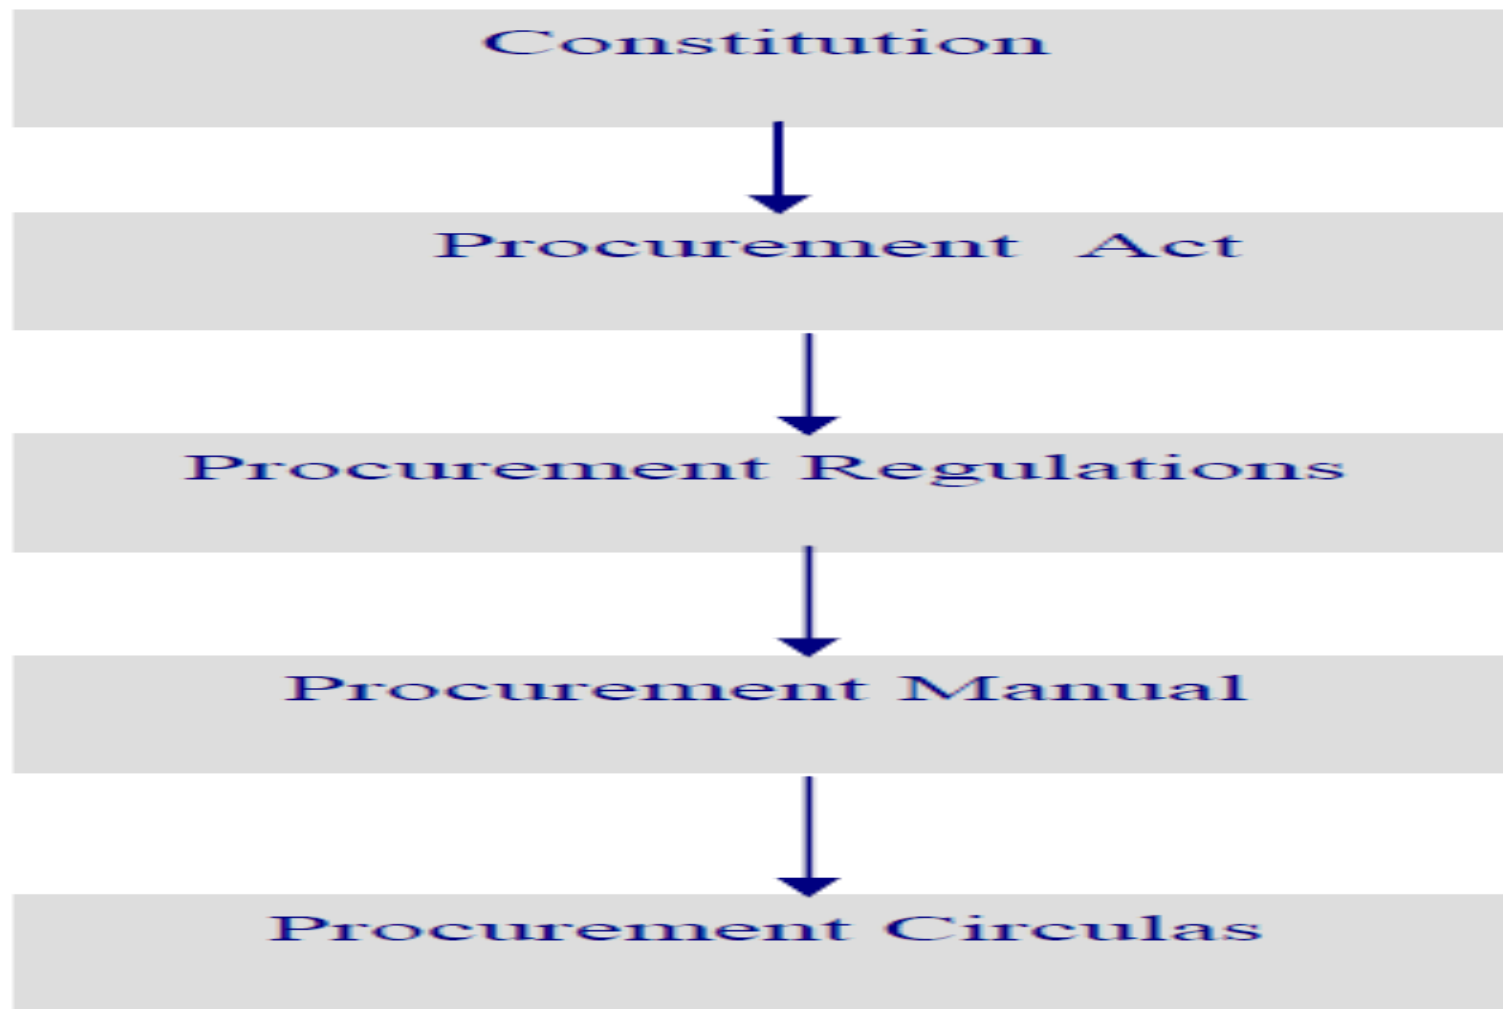 Constitution
Procurement Act
Procurement Regulations
Procurement Manual
Procurement Circulas